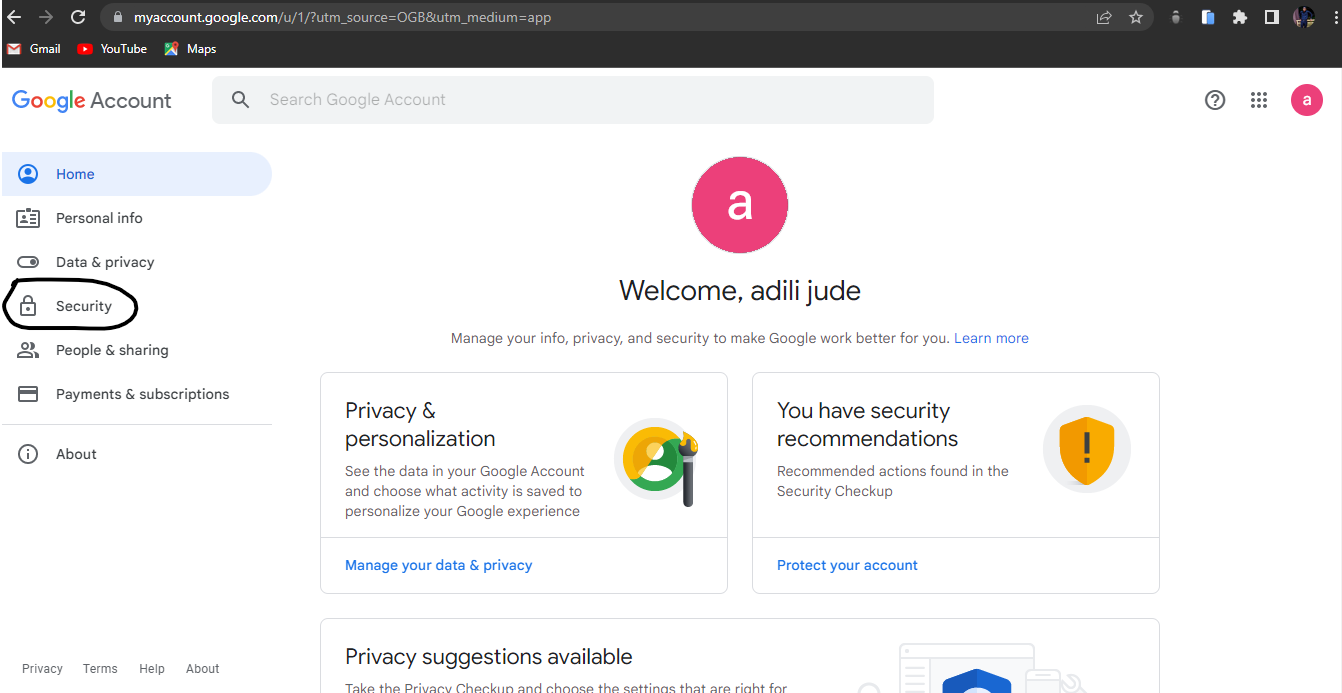 myaccount.google.com/u/1/?utm_source=OGB&utm_medium=app
Gmail
YouTube
Maps
Google Account
Search Google Account
a
Home
Personal info
Data & privacy
Security
People & sharing
Payments & subscriptions
About
a
Welcome, adili jude
Manage your info, privacy, and security to make Google work better for you. Learn more
Privacy &
personalization
See the data in your Google Account
and choose what activity is saved to
personalize your Google experience
Manage your data & privacy
You have security
recommendations
Recommended actions found in the
Security Checkup
Protect your account
Privacy suggestions available
Take the Privacy Checkup and choose the settings that are right for
Privacy
Terms
Help
About